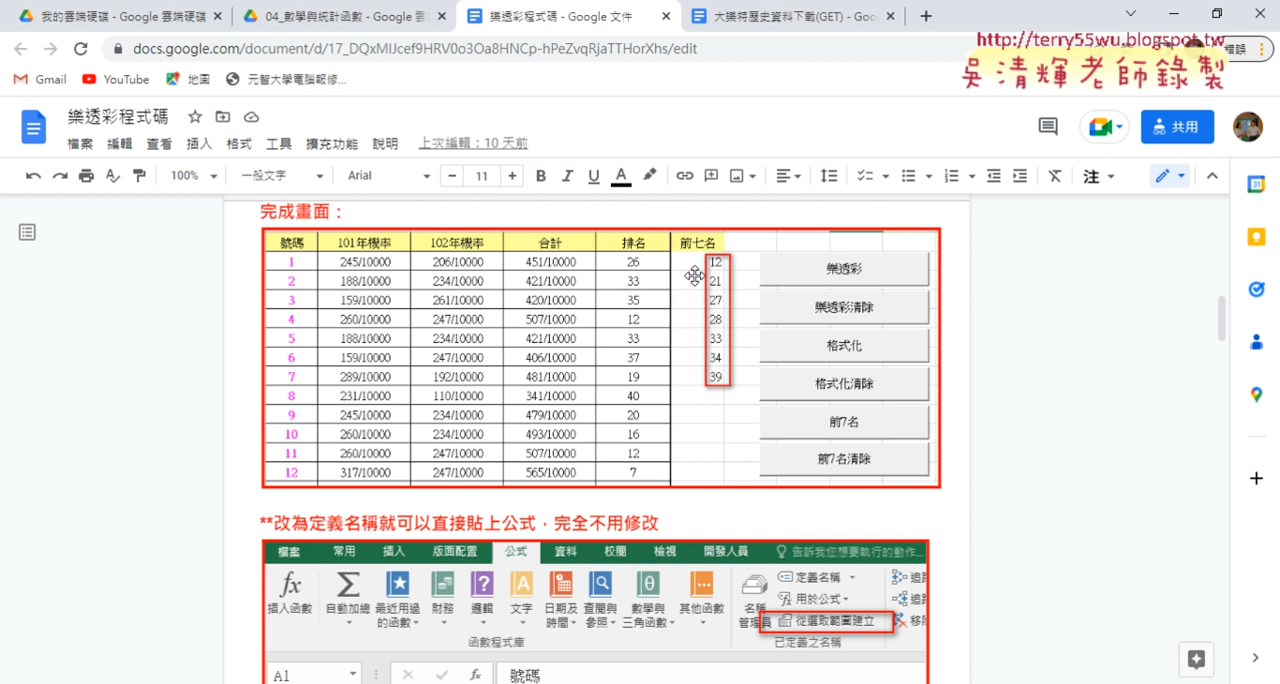 我的雲端硬碟 - Google 雲端硬碟
04_數學與統計函數 - Google 雲端
樂透彩程式碼 - Google 文件
大樂特歷史資料下載(GET) - Goo
docs.google.com/document/d/17_DQxMIJcef9HRV0o3Oa8HNCp-hPeZvqRjaTTHorXhs/edit
http://terry55wu.blogspot.tw
吳清輝老師錄製
Gmail
YouTube
地圖
元智大學電腦報修...
樂透彩程式碼
檔案 編輯 查看 插入 格式 工具 擴充功能 說明 上次編輯：10 天前
共用
100% 一般文字 Arial 11 B I U A 注
完成畫面：
號碼 101年機率 102年機率 合計 排名 前七名
1 245/10000 206/10000 451/10000 26 12
2 188/10000 234/10000 421/10000 33 21
3 159/10000 261/10000 420/10000 35 27
4 260/10000 247/10000 507/10000 12 28
5 188/10000 234/10000 421/10000 33 33
6 159/10000 247/10000 406/10000 37 34
7 289/10000 192/10000 481/10000 19 39
8 231/10000 110/10000 341/10000 40
9 245/10000 234/10000 479/10000 20
10 260/10000 234/10000 493/10000 16
11 260/10000 247/10000 507/10000 12
12 317/10000 247/10000 565/10000 7
樂透彩
樂透彩清除
格式化
格式化清除
前7名
前7名清除
**改為定義名稱就可以直接貼上公式，完全不用修改
檔案 常用 插入 版面配置 公式 資料 校閱 檢視 開發人員 告訴我您想要執行的動作...
fx 插入函數
Σ 自動加總
最近用過的函數
財務
邏輯
文字
日期及時間
查閱與參照
數學與三角函數
其他函數
函數程式庫
名稱管理員
定義名稱
用於公式
從選取範圍建立
已定義之名稱
A1 fx 號碼